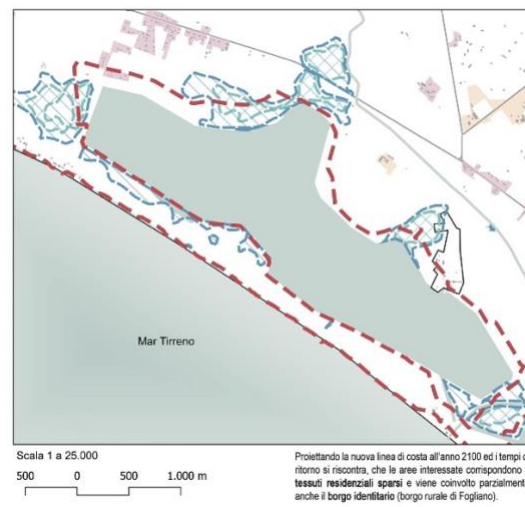 Mar Tirreno
Scala 1 a 25.000
500 0 500 1.000 m
Proiettando la nuova linea di costa all'anno 2100 ed i tempi
ritorno si riscontra, che le aree interessate corrispondono
tessuti residenziali sparsi e viene coinvolto parzialment
anche il borgo identitario (borgo rurale di Fogliano).